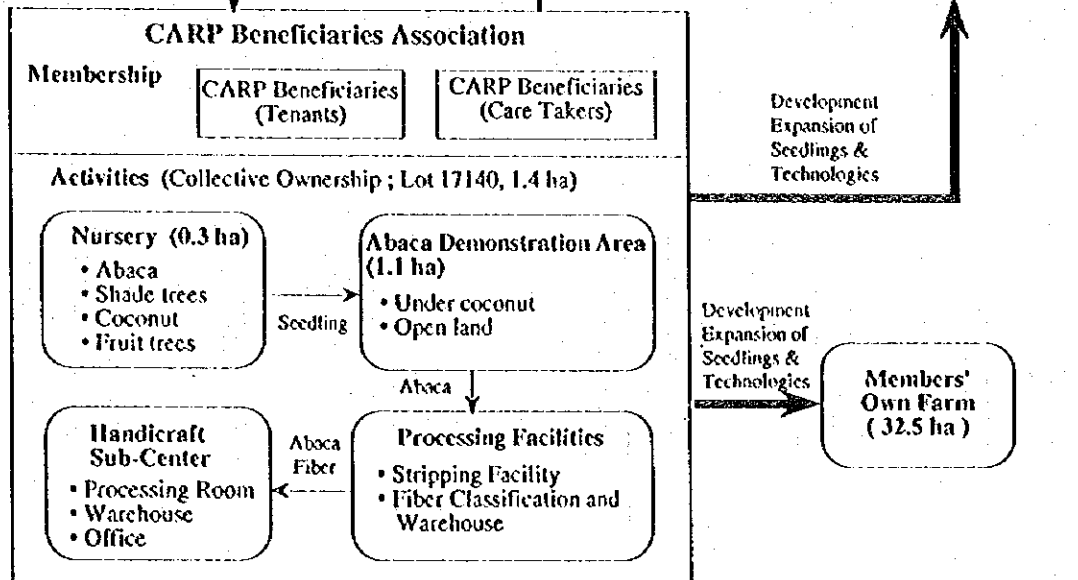 CARP Beneficiaries Association
Membership
CARP Beneficiaries
(Tenants)
CARP Beneficiaries
(Care Takers)
Activities (Collective Ownership ; Lot 17140, 1.4 ha)
Nursery (0.3 ha)
• Abaca
• Shade trees
• Coconut
• Fruit trees
Seedling
Abaca Demonstration Area
(1.1 ha)
• Under coconut
• Open land
Abaca
Handicraft
Sub-Center
• Processing Room
• Warehouse
• Office
Abaca
Fiber
Processing Facilities
• Stripping Facility
• Fiber Classification and
Warehouse
Development
Expansion of
Seedlings &
Technologies
Development
Expansion of
Seedlings &
Technologies
Members'
Own Farm
( 32.5 ha )